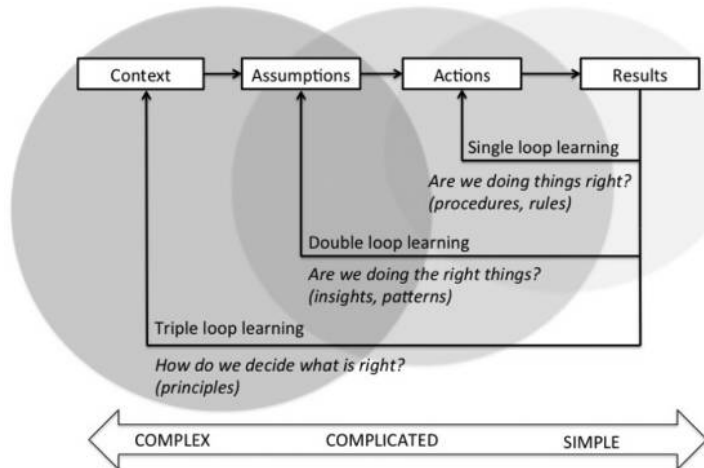 Context
Assumptions
Actions
Results
Single loop learning
Are we doing things right?
(procedures, rules)
Double loop learning
Are we doing the right things?
(insights, patterns)
Triple loop learning
How do we decide what is right?
(principles)
COMPLEX
COMPLICATED
SIMPLE